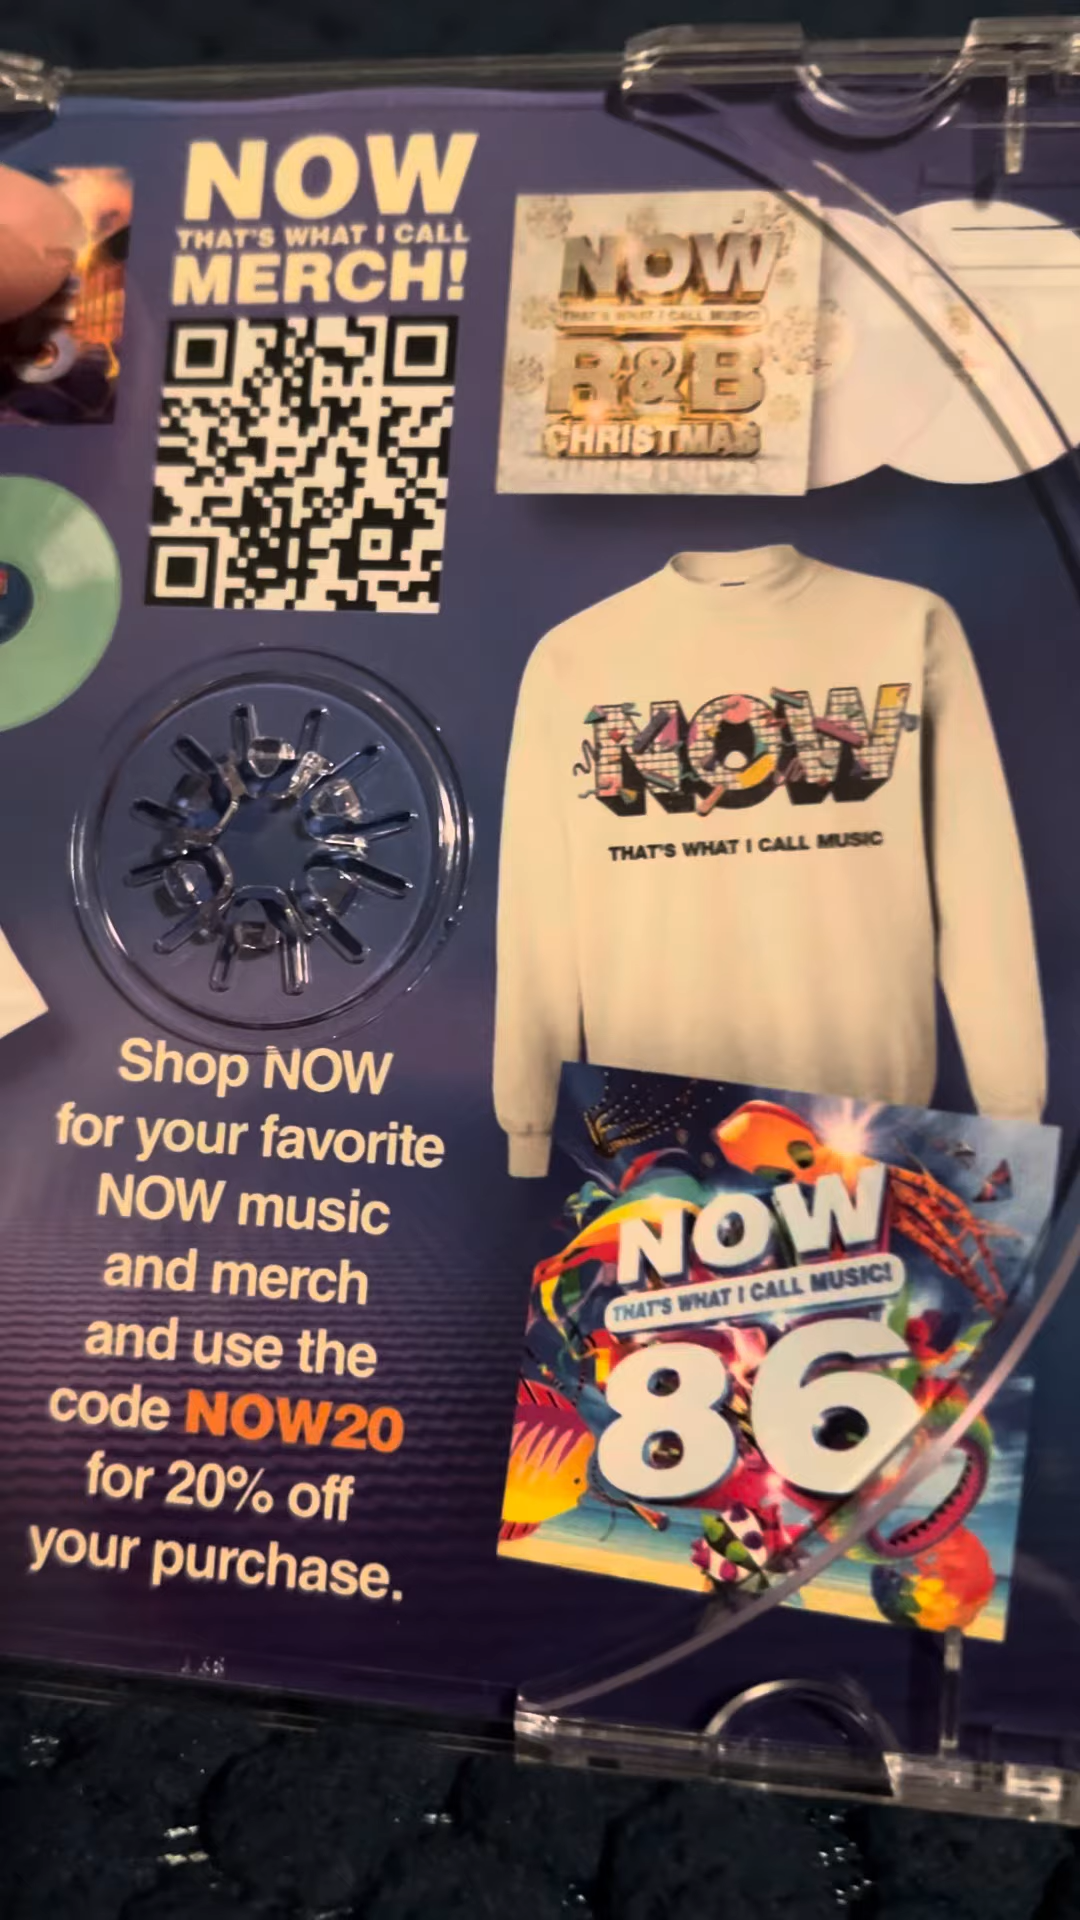 NOW
THAT'S WHAT I CALL
MERCH!
NOW
THAT'S WHAT I CALL MUSIC!
R&B
CHRISTMAS
NOW
THAT'S WHAT I CALL MUSIC
Shop NOW
for your favorite
NOW music
and merch
and use the
code NOW20
for 20% off
your purchase.
NOW
THAT'S WHAT I CALL MUSIC!
86